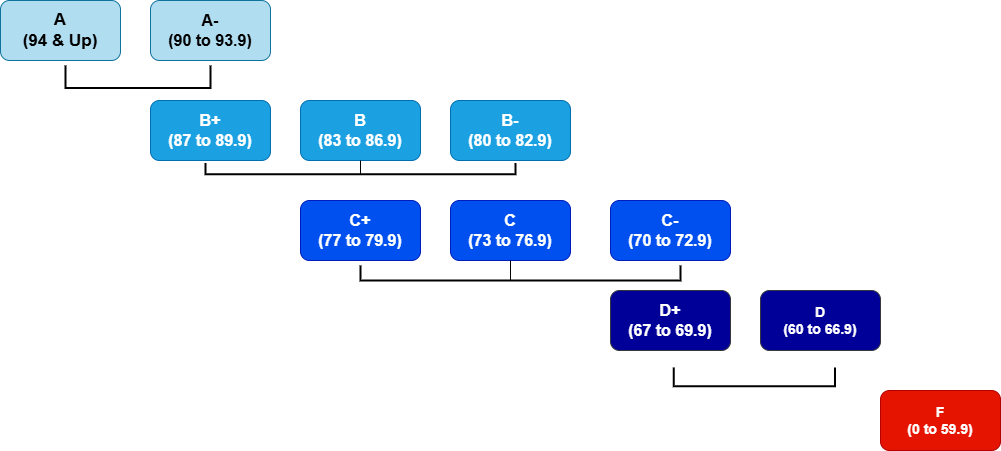 A
(94 & Up)
A-
(90 to 93.9)
B+
(87 to 89.9)
B
(83 to 86.9)
B-
(80 to 82.9)
C+
(77 to 79.9)
C
(73 to 76.9)
C-
(70 to 72.9)
D+
(67 to 69.9)
D
(60 to 66.9)
F
(0 to 59.9)